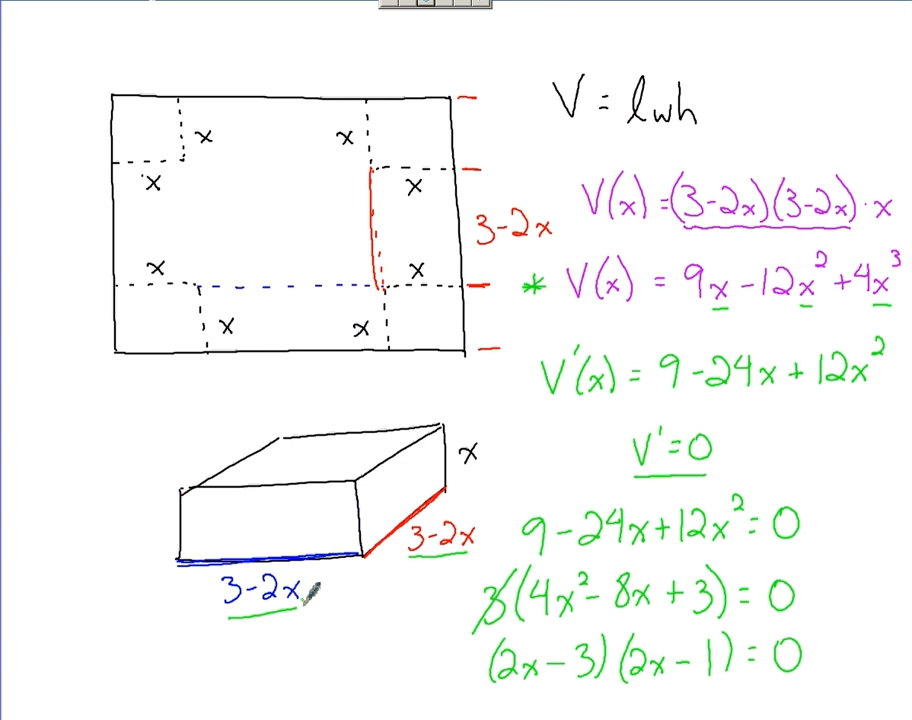 V = lwh
x x
x x
3-2x
x x
x x
V(x) = (3-2x)(3-2x)·x
* V(x) = 9x - 12x² + 4x³
V'(x) = 9 - 24x + 12x²
V' = 0
x
3-2x
3-2x
9 - 24x + 12x² = 0
3(4x² - 8x + 3) = 0
(2x - 3)(2x - 1) = 0